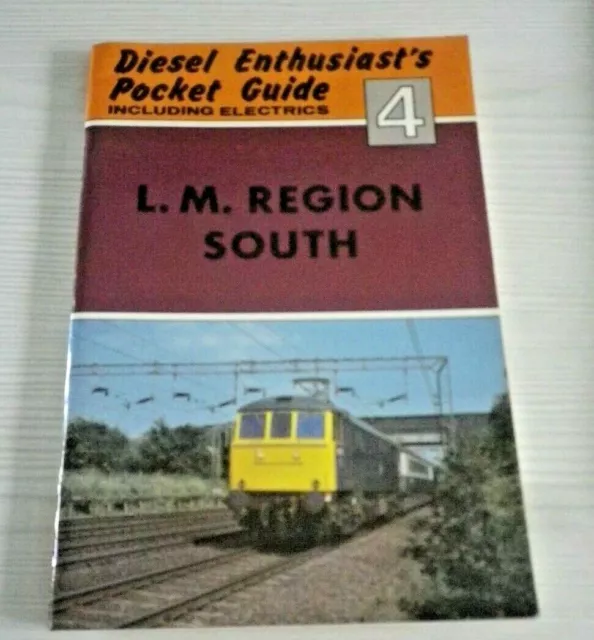 Diesel Enthusiast's
Pocket Guide
INCLUDING ELECTRICS
4
L. M. REGION
SOUTH